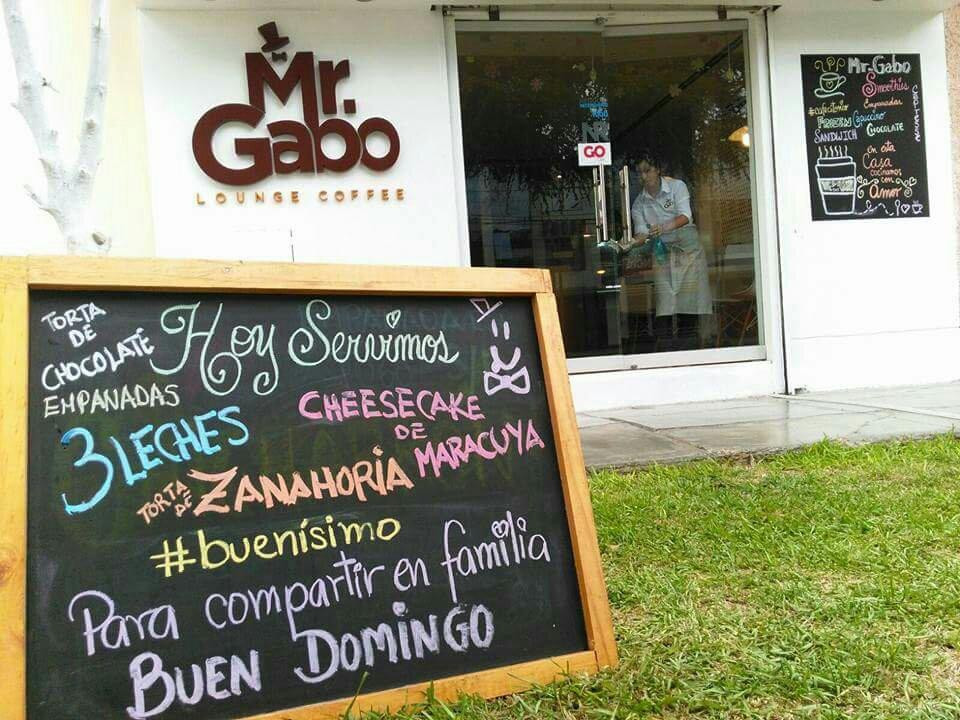 Mr.
Gabo
LOUNGE COFFEE
GO
Mr. Gabo
Smoothies
#cafecitomio
Empanadas
FRAPES Capuccino
SANDWICH CHOCOLATE
en esta
Casa
cocinamos
con
Amor
TORTA
DE
CHOCOLATE
Hoy Servimos
EMPANADAS
3 LECHES
CHEESECAKE
DE
MARACUYA
TORTA
DE
ZANAHORIA
#buenísimo
Para compartir en familia
BUEN DOMINGO